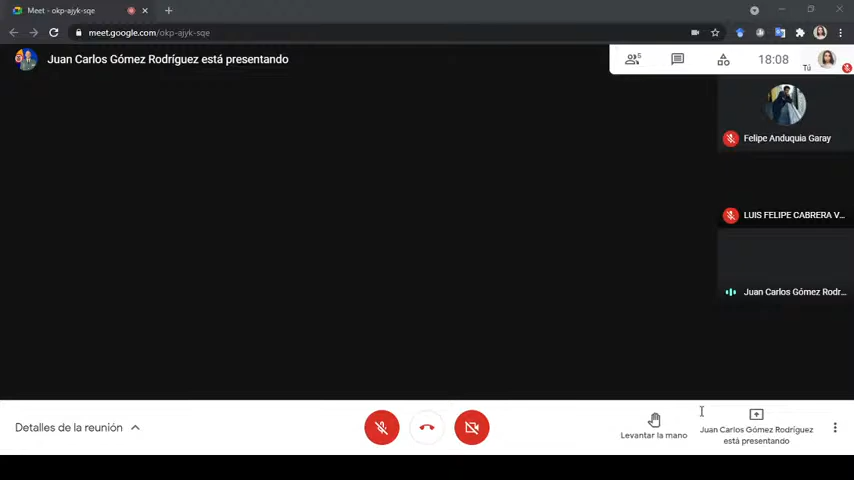 Meet - okp-ajyk-sqe
meet.google.com/okp-ajyk-sqe
Juan Carlos Gómez Rodríguez está presentando
5
18:08
Tú
Felipe Anduquia Garay
LUIS FELIPE CABRERA V...
Juan Carlos Gómez Rodr...
Detalles de la reunión
Levantar la mano
Juan Carlos Gómez Rodríguez
está presentando